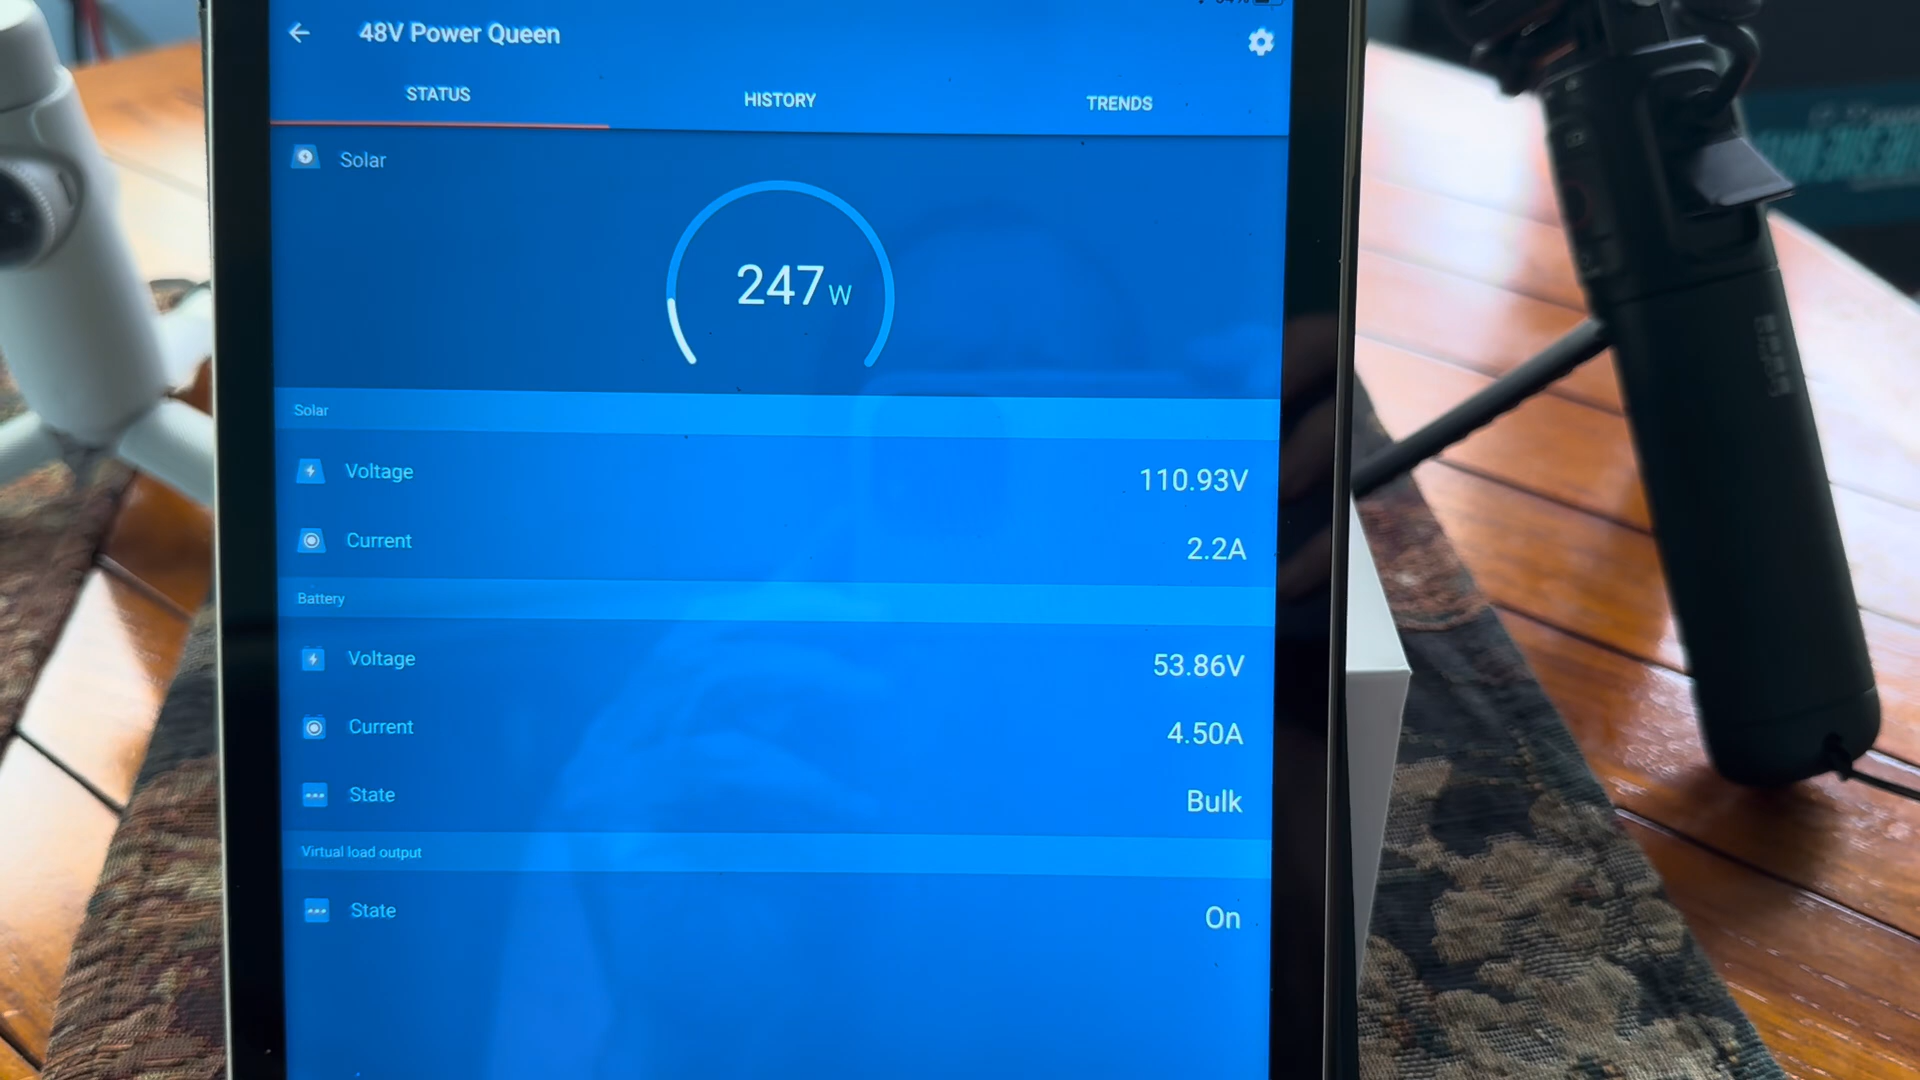 48V Power Queen
STATUS
HISTORY
TRENDS
Solar
247 W
Solar
Voltage
110.93V
Current
2.2A
Battery
Voltage
53.86V
Current
4.50A
State
Bulk
Virtual load output
State
On